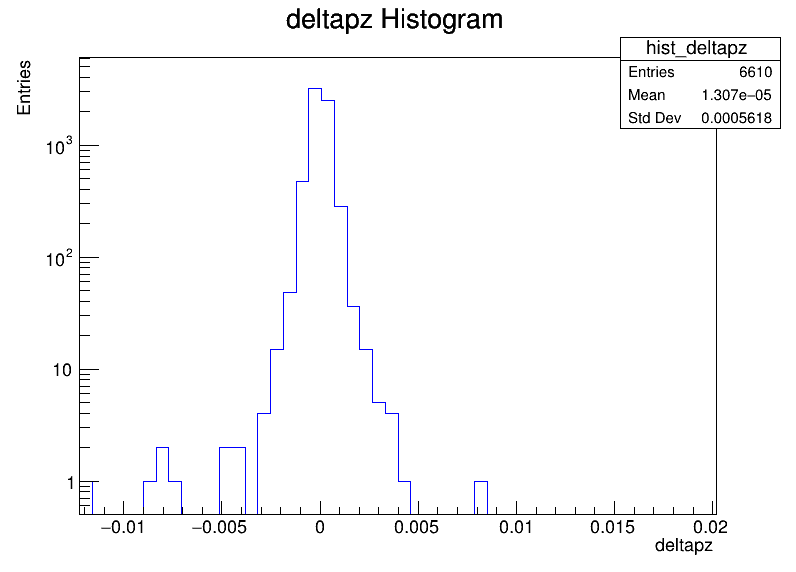 deltapz Histogram
hist_deltapz
Entries 6610
Mean 1.307e−05
Std Dev 0.0005618
Entries
10³
10²
10
1
−0.01 −0.005 0 0.005 0.01 0.015 0.02
deltapz